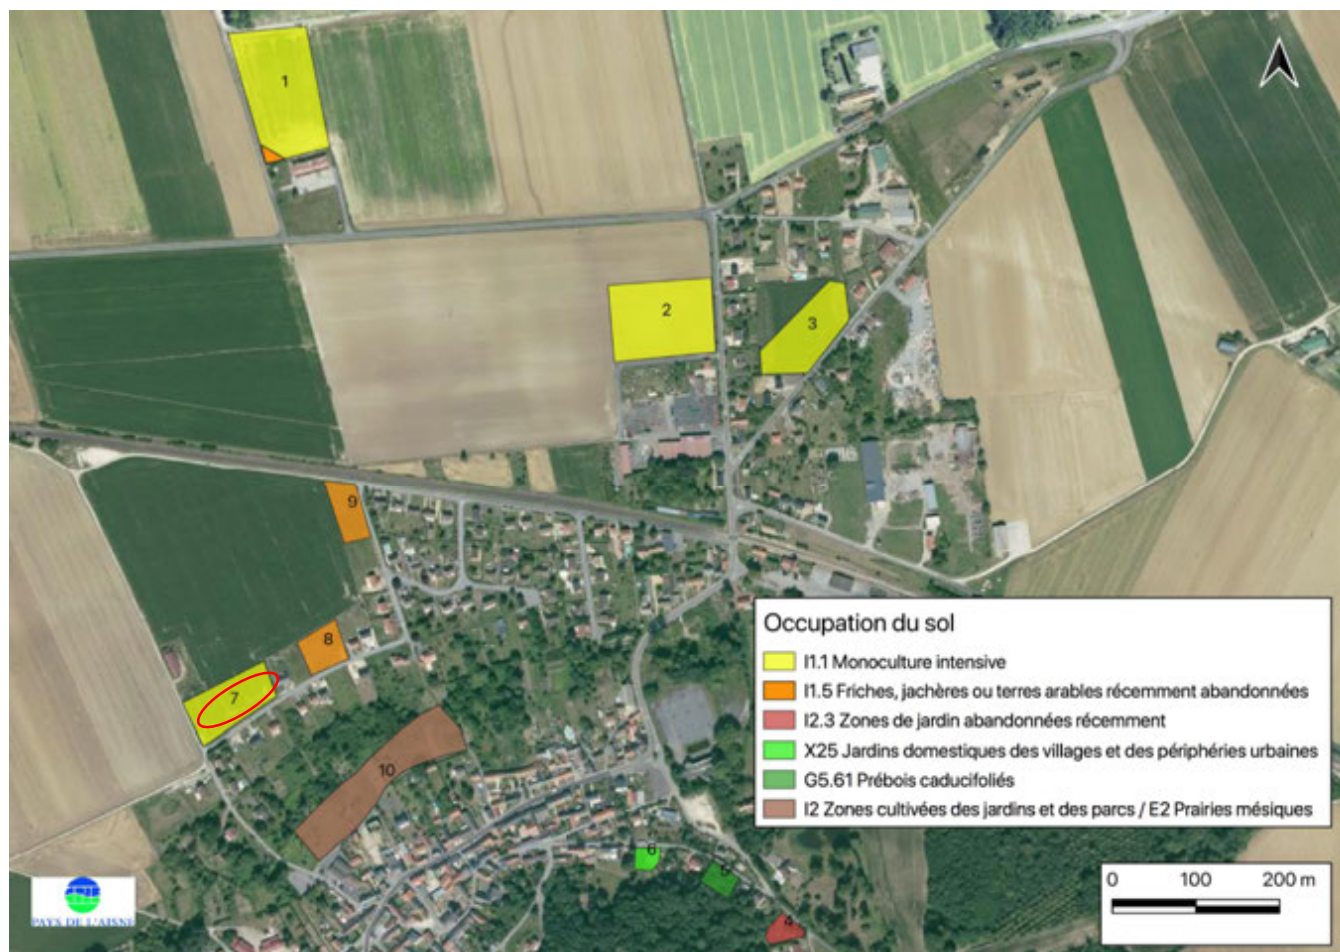 1
2
3
9
8
7
10
6
5
4
Occupation du sol
I1.1 Monoculture intensive
I1.5 Friches, jachères ou terres arables récemment abandonnées
I2.3 Zones de jardin abandonnées récemment
X25 Jardins domestiques des villages et des périphéries urbaines
G5.61 Prébois caducifoliés
I2 Zones cultivées des jardins et des parcs / E2 Prairies mésiques
0 100 200 m
PAYS DE L'AISNE